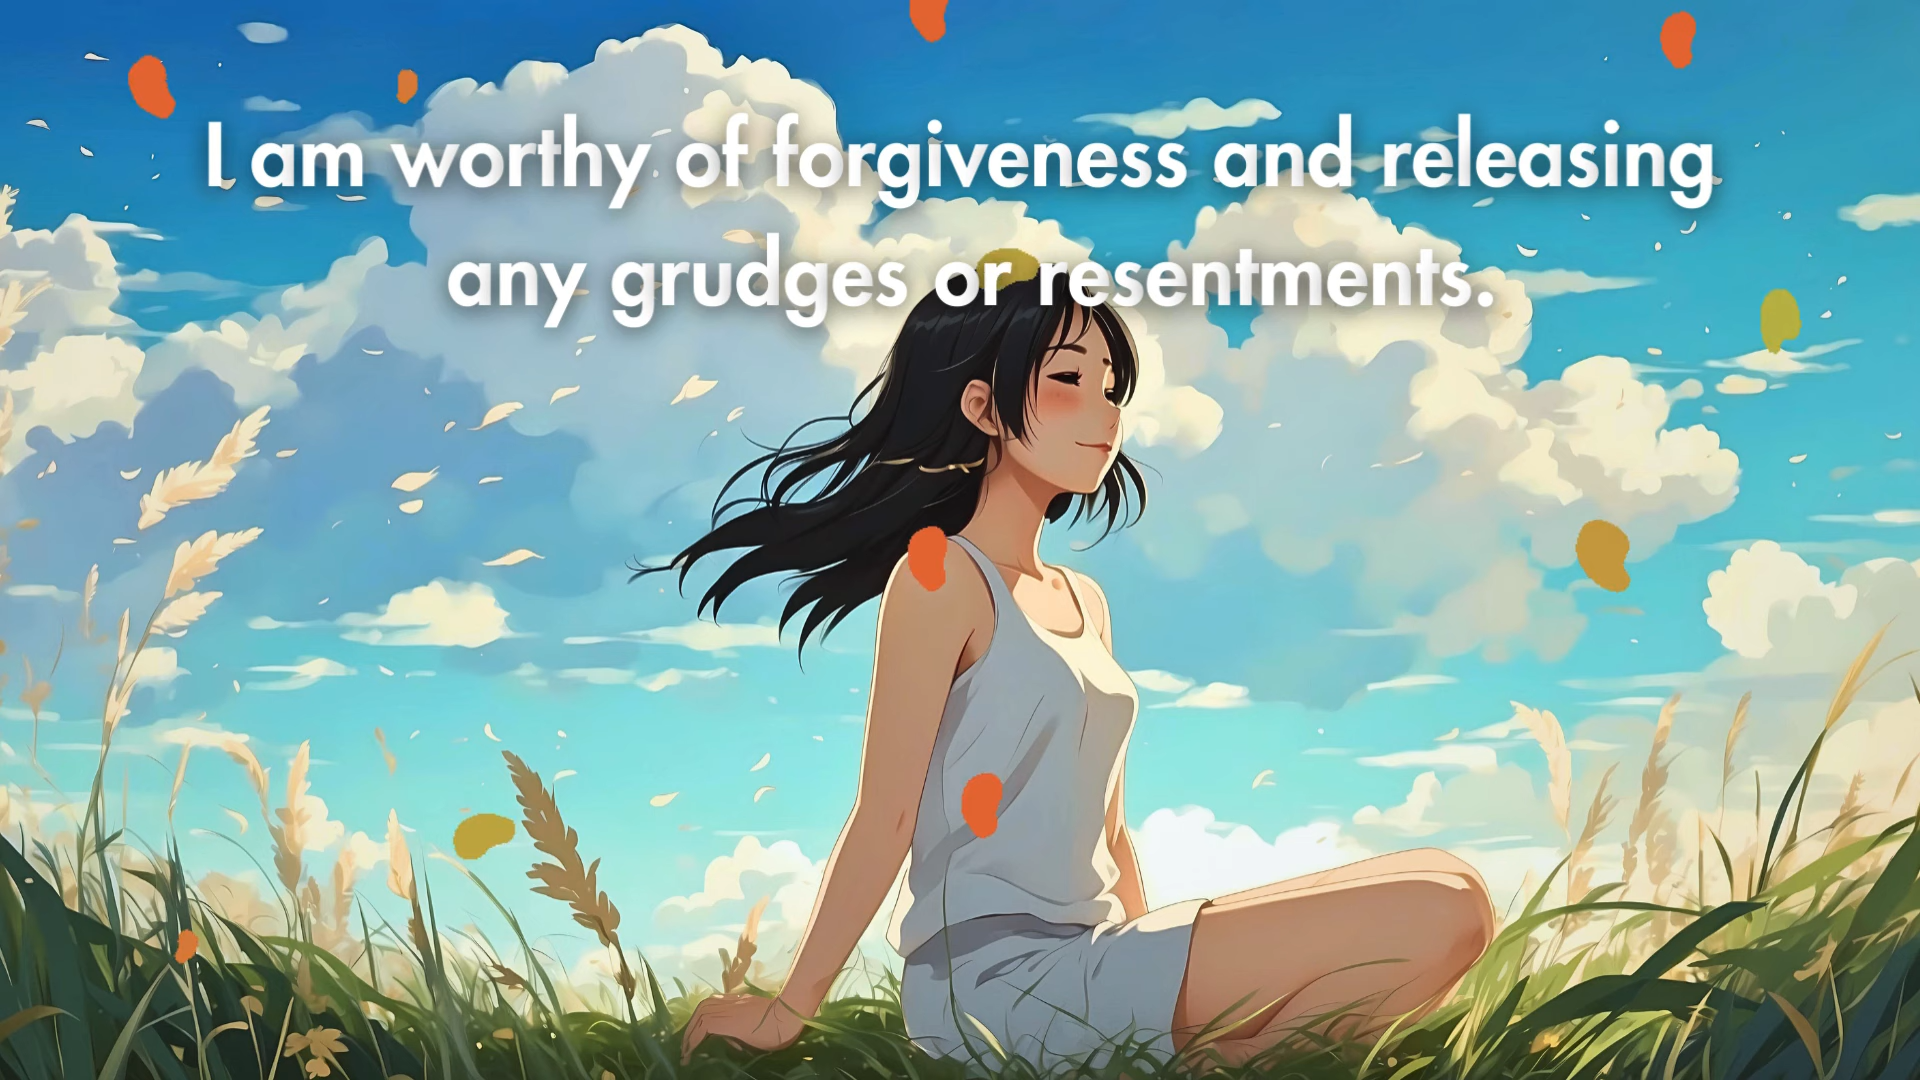 I am worthy of forgiveness and releasing
any grudges or resentments.